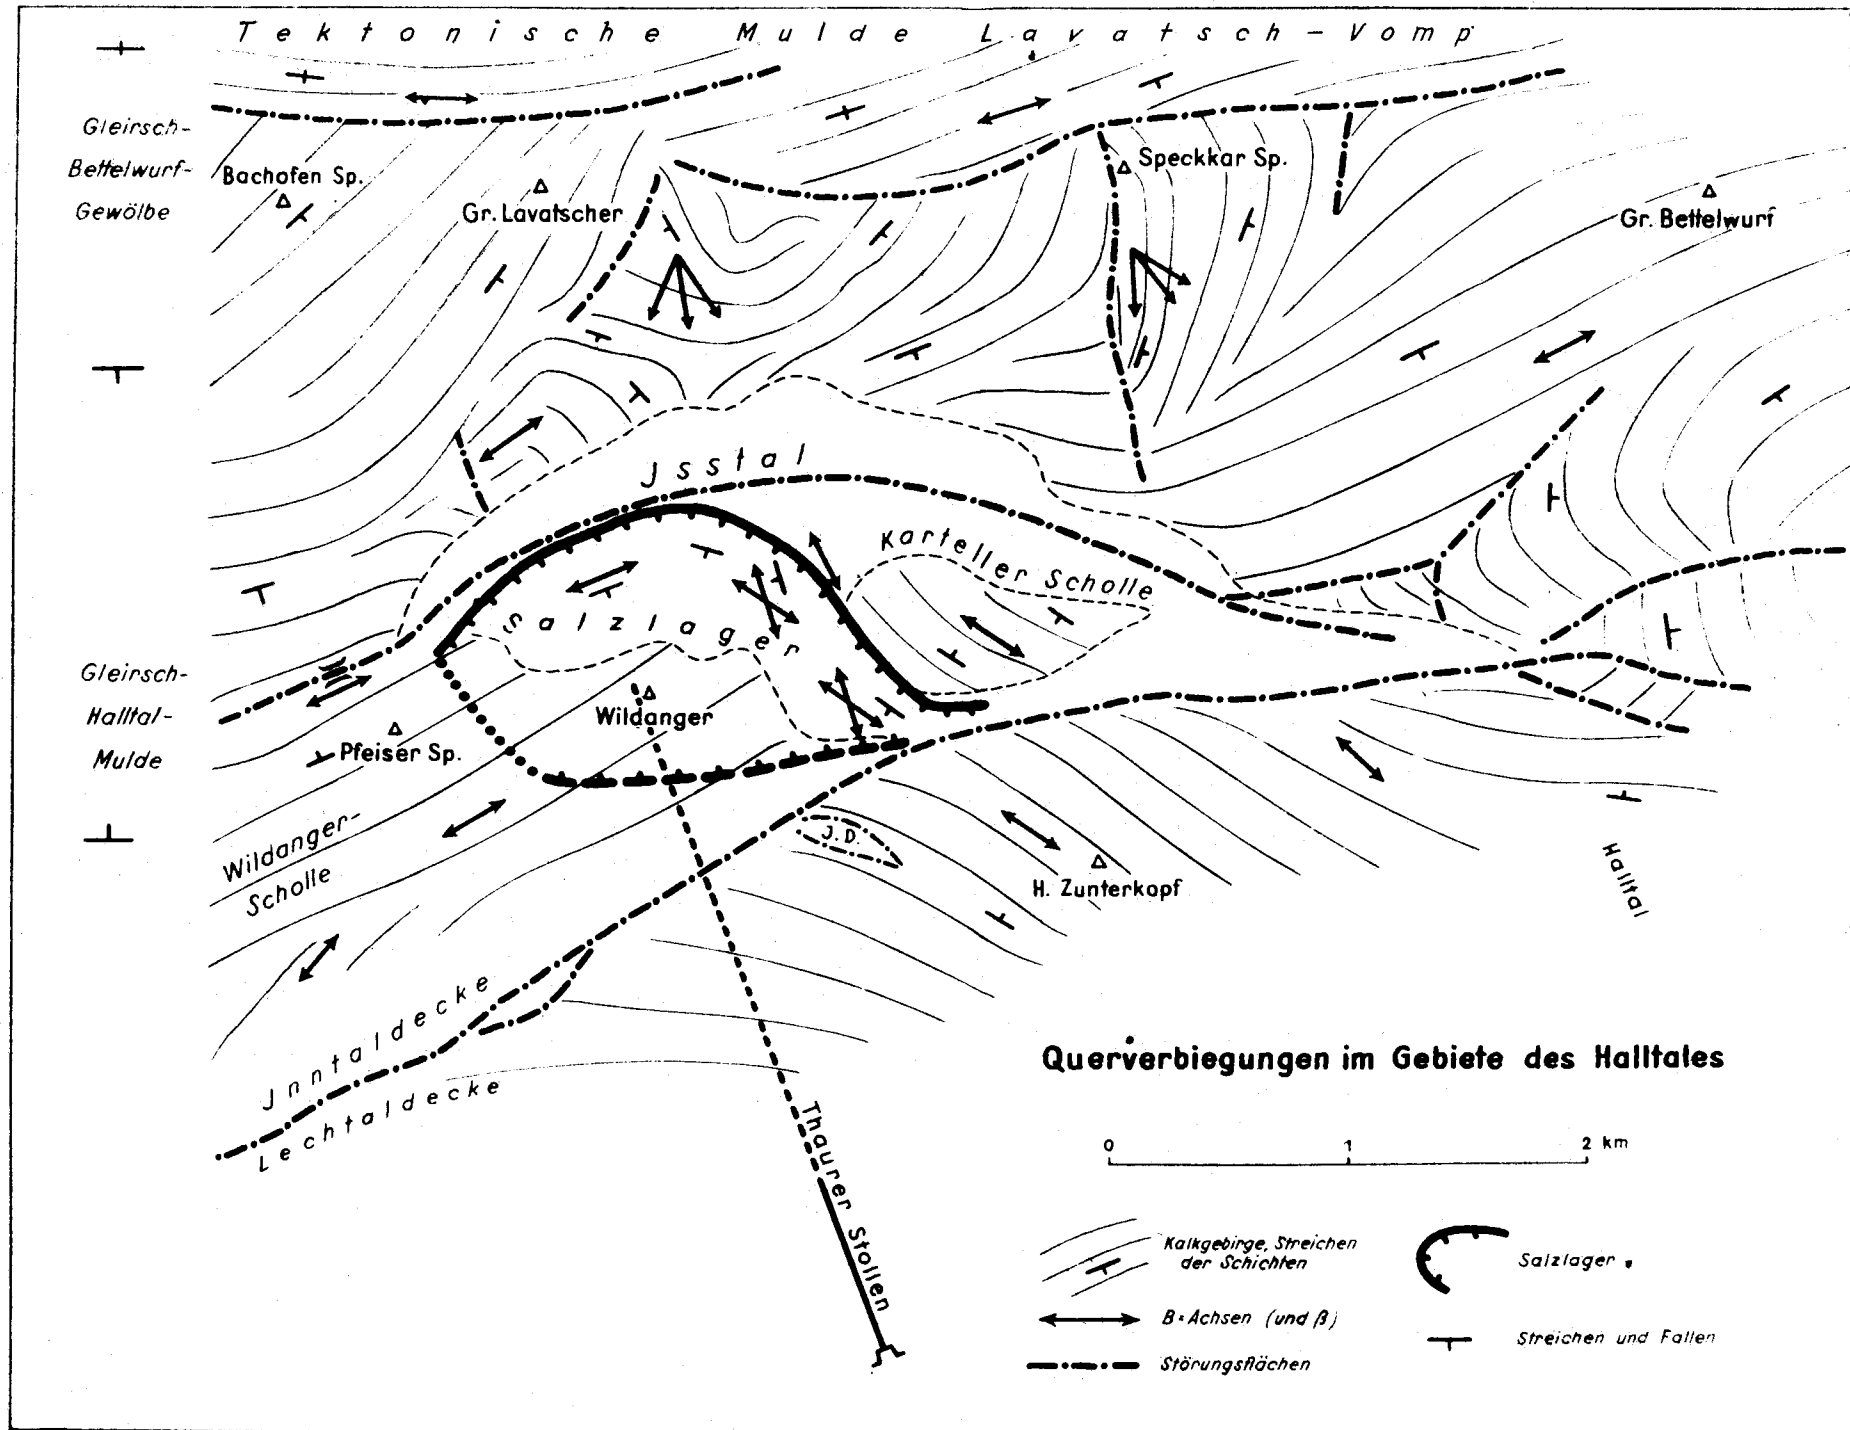 Tektonische Mulde Lavatsch-Vomp
Gleirsch-
Bettelwurf-
Gewölbe
Bachofen Sp.
Gr. Lavatscher
Speckkar Sp.
Gr. Bettelwurf
Jsstal
Karteller Scholle
Salzlager
Gleirsch-
Halltal-
Mulde
Wildanger
Pfeiser Sp.
Wildanger-
Scholle
J.D.
H. Zunterkopf
Halltal
Jnntaldecke
Lechtaldecke
Thaurer Stollen
Querverbiegungen im Gebiete des Halltales
0 1 2 km
Kalkgebirge, Streichen
der Schichten
Salzlager
B=Achsen (und β)
Streichen und Fallen
Störungsflächen